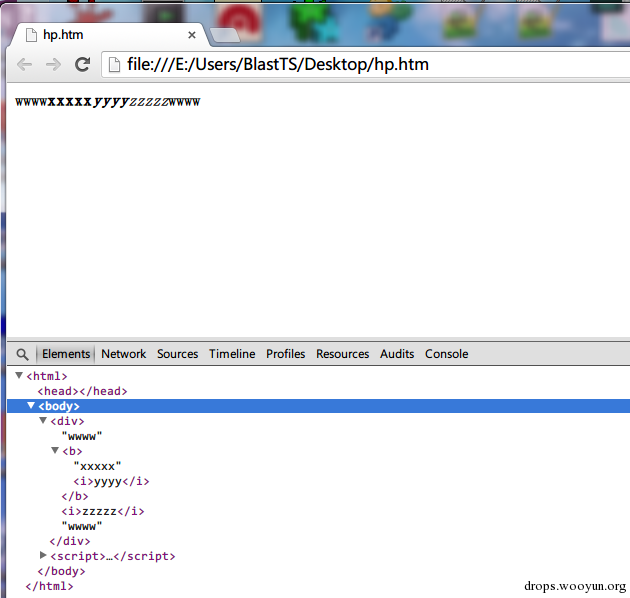 hp.htm
file:///E:/Users/BlastTS/Desktop/hp.htm
wwwwxxxxxyyyyzzzzzwwww
Elements Network Sources Timeline Profiles Resources Audits Console
<html>
<head></head>
<body>
<div>
"wwww"
<b>
"xxxxx"
<i>yyyy</i>
</b>
<i>zzzzz</i>
"wwww"
</div>
<script>…</script>
</body>
</html>
drops.wooyun.org